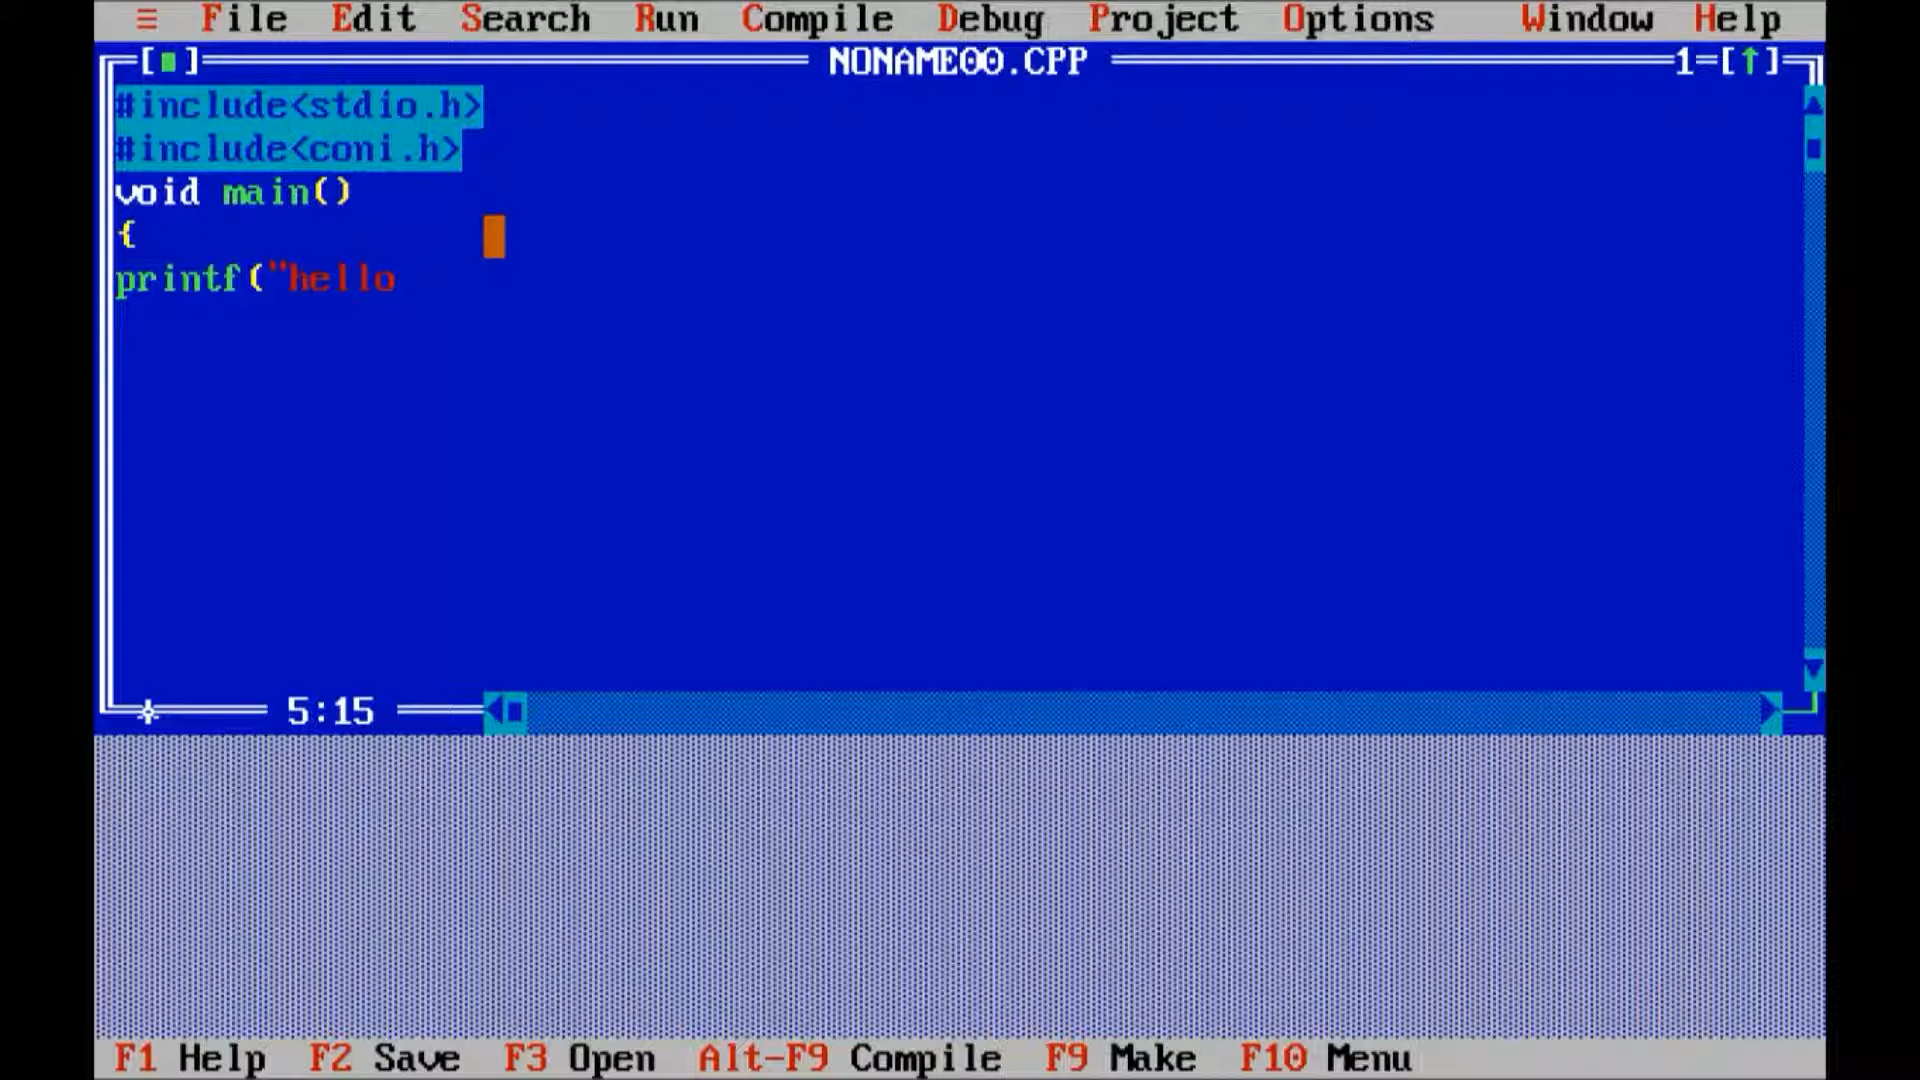 ≡ File Edit Search Run Compile Debug Project Options Window Help
[■] NONAME00.CPP 1=[↑]
#include<stdio.h>
#include<coni.h>
void main()
{
printf("hello
5:15
F1 Help F2 Save F3 Open Alt-F9 Compile F9 Make F10 Menu